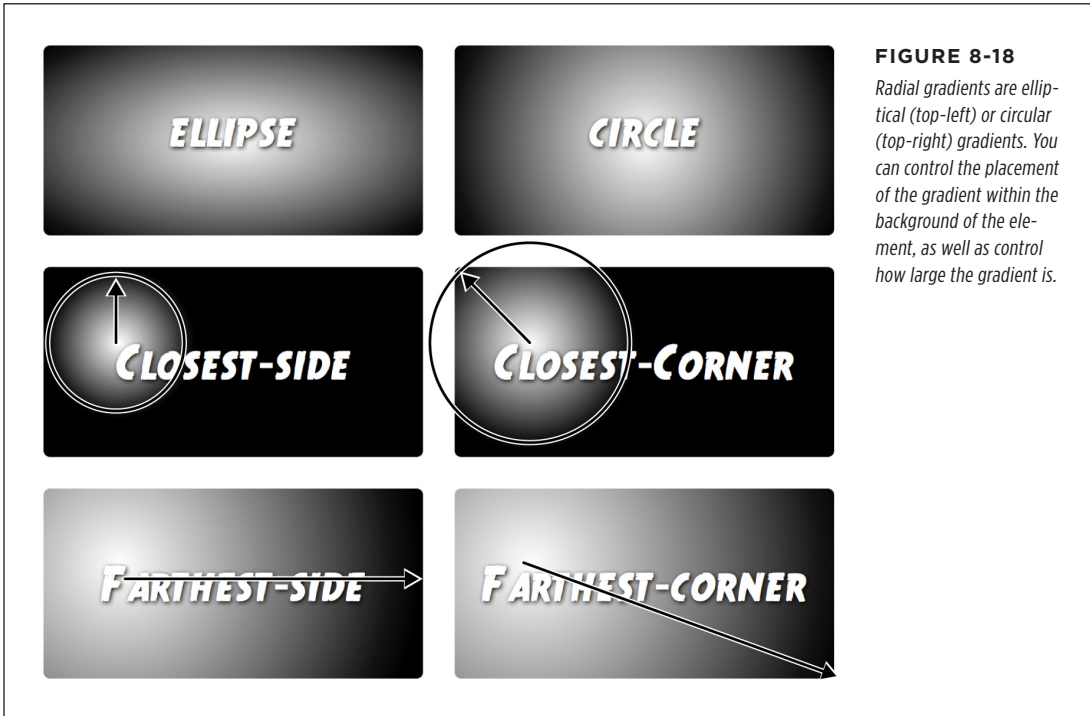 ELLIPSE
CIRCLE
FIGURE 8-18
Radial gradients are ellip-
tical (top-left) or circular
(top-right) gradients. You
can control the placement
of the gradient within the
background of the ele-
ment, as well as control
how large the gradient is.
CLOSEST-SIDE
CLOSEST-CORNER
FARTHEST-SIDE
FARTHEST-CORNER